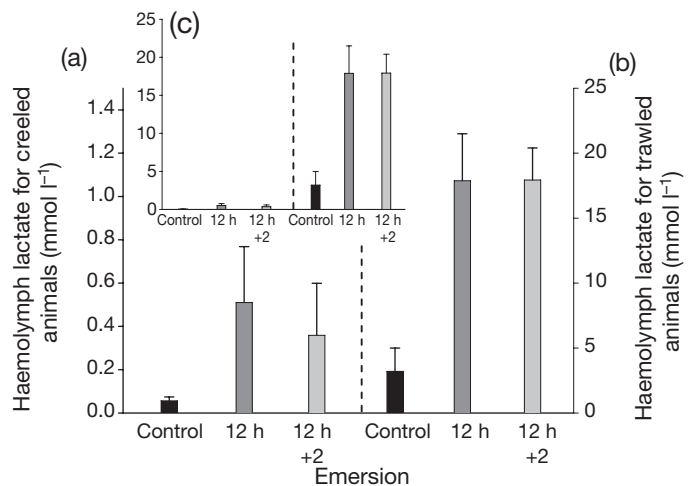 (a)
(c)
(b)
25
20
15
10
5
0
Control
12 h
12 h
+2
Control
12 h
12 h
+2
Haemolymph lactate for creeled
animals (mmol l⁻¹)
1.4
1.2
1.0
0.8
0.6
0.4
0.2
0.0
25
20
15
10
5
0
Haemolymph lactate for trawled
animals (mmol l⁻¹)
Control
12 h
12 h
+2
Control
12 h
12 h
+2
Emersion